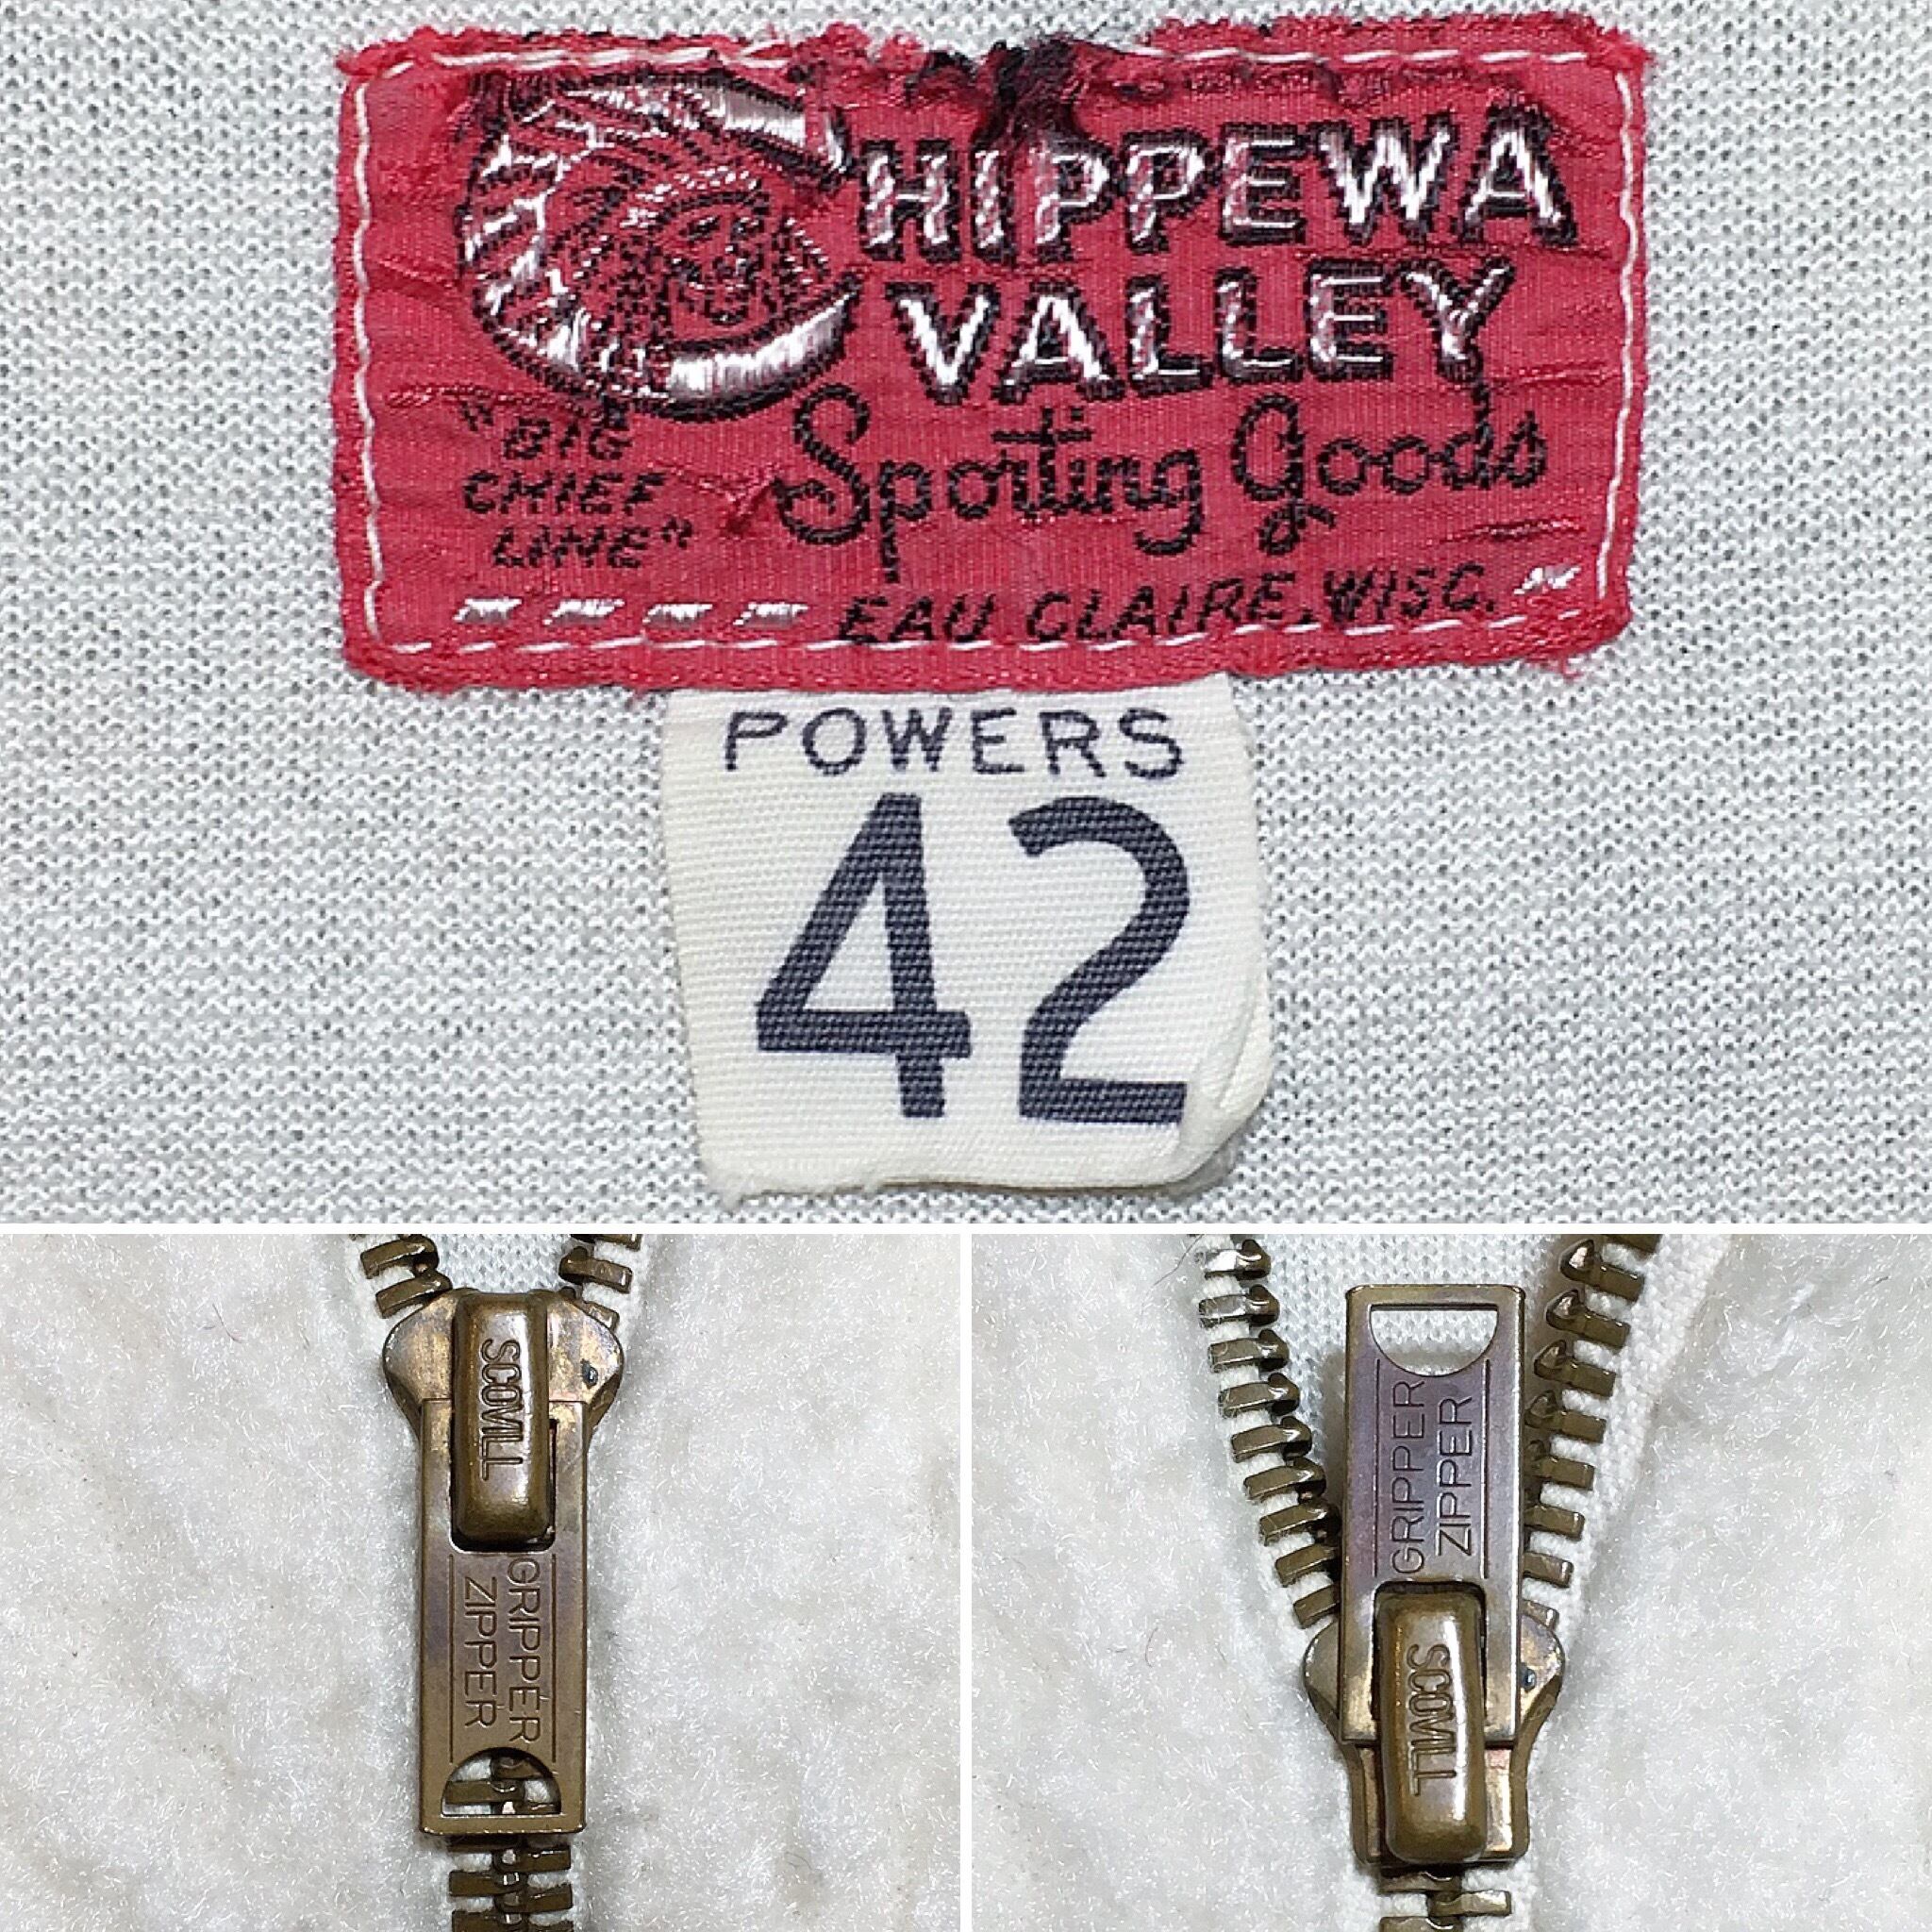 CHIPPEWA
VALLEY
Sporting Goods
"BIG
CHIEF
LINE"
EAU CLAIRE, WISC.
POWERS
42
SCOVILL
GRIPPER
ZIPPER
GRIPPER
ZIPPER
SCOVILL